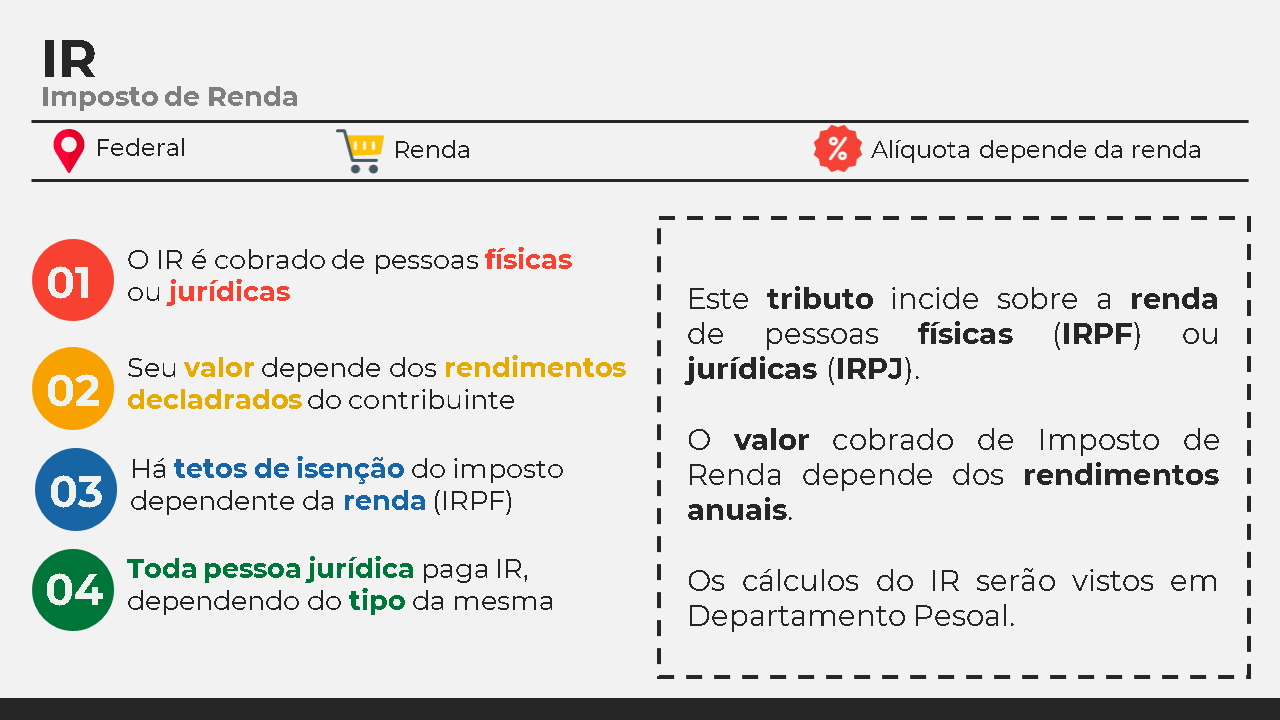 IR
Imposto de Renda
Federal
Renda
%
Alíquota depende da renda
01
O IR é cobrado de pessoas físicas
ou jurídicas
02
Seu valor depende dos rendimentos
decladrados do contribuinte
03
Há tetos de isenção do imposto
dependente da renda (IRPF)
04
Toda pessoa jurídica paga IR,
dependendo do tipo da mesma
Este tributo incide sobre a renda
de pessoas físicas (IRPF) ou
jurídicas (IRPJ).
O valor cobrado de Imposto de
Renda depende dos rendimentos
anuais.
Os cálculos do IR serão vistos em
Departamento Pesoal.